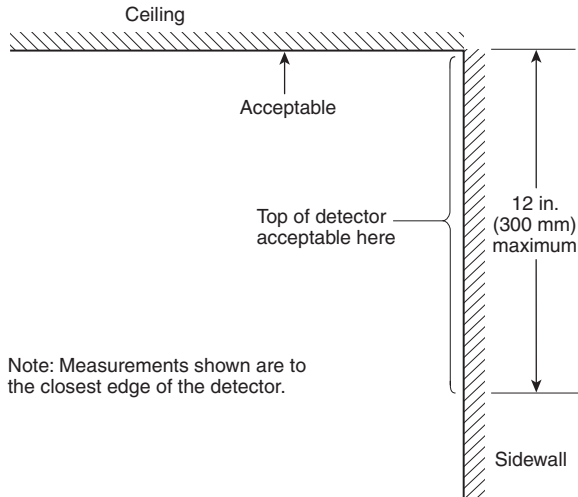 Ceiling
Acceptable
12 in.
(300 mm)
maximum
Top of detector
acceptable here
Note: Measurements shown are to
the closest edge of the detector.
Sidewall